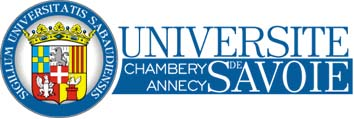 SIGILLUM UNIVERSITATIS SABAUDIENSIS
UNIVERSITE
CHAMBERY DE SAVOIE
ANNECY